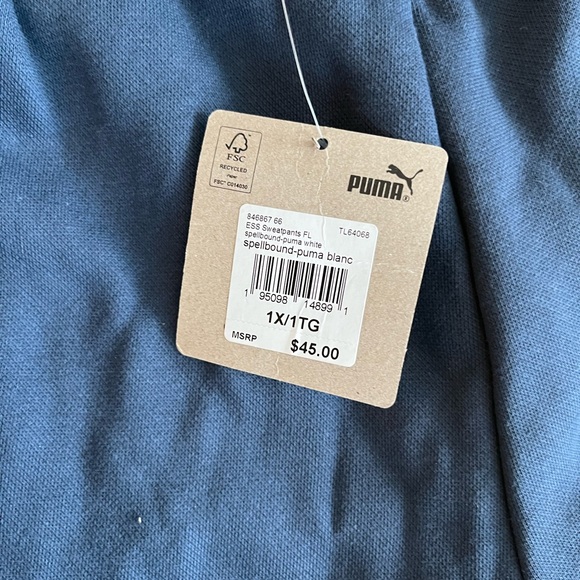 FSC
RECYCLED
Paper
FSC® C014030
PUMA
846867 66 TL64068
ESS Sweatpants FL
spellbound-puma white
spellbound-puma blanc
1 95098 14899 1
1X/1TG
MSRP $45.00